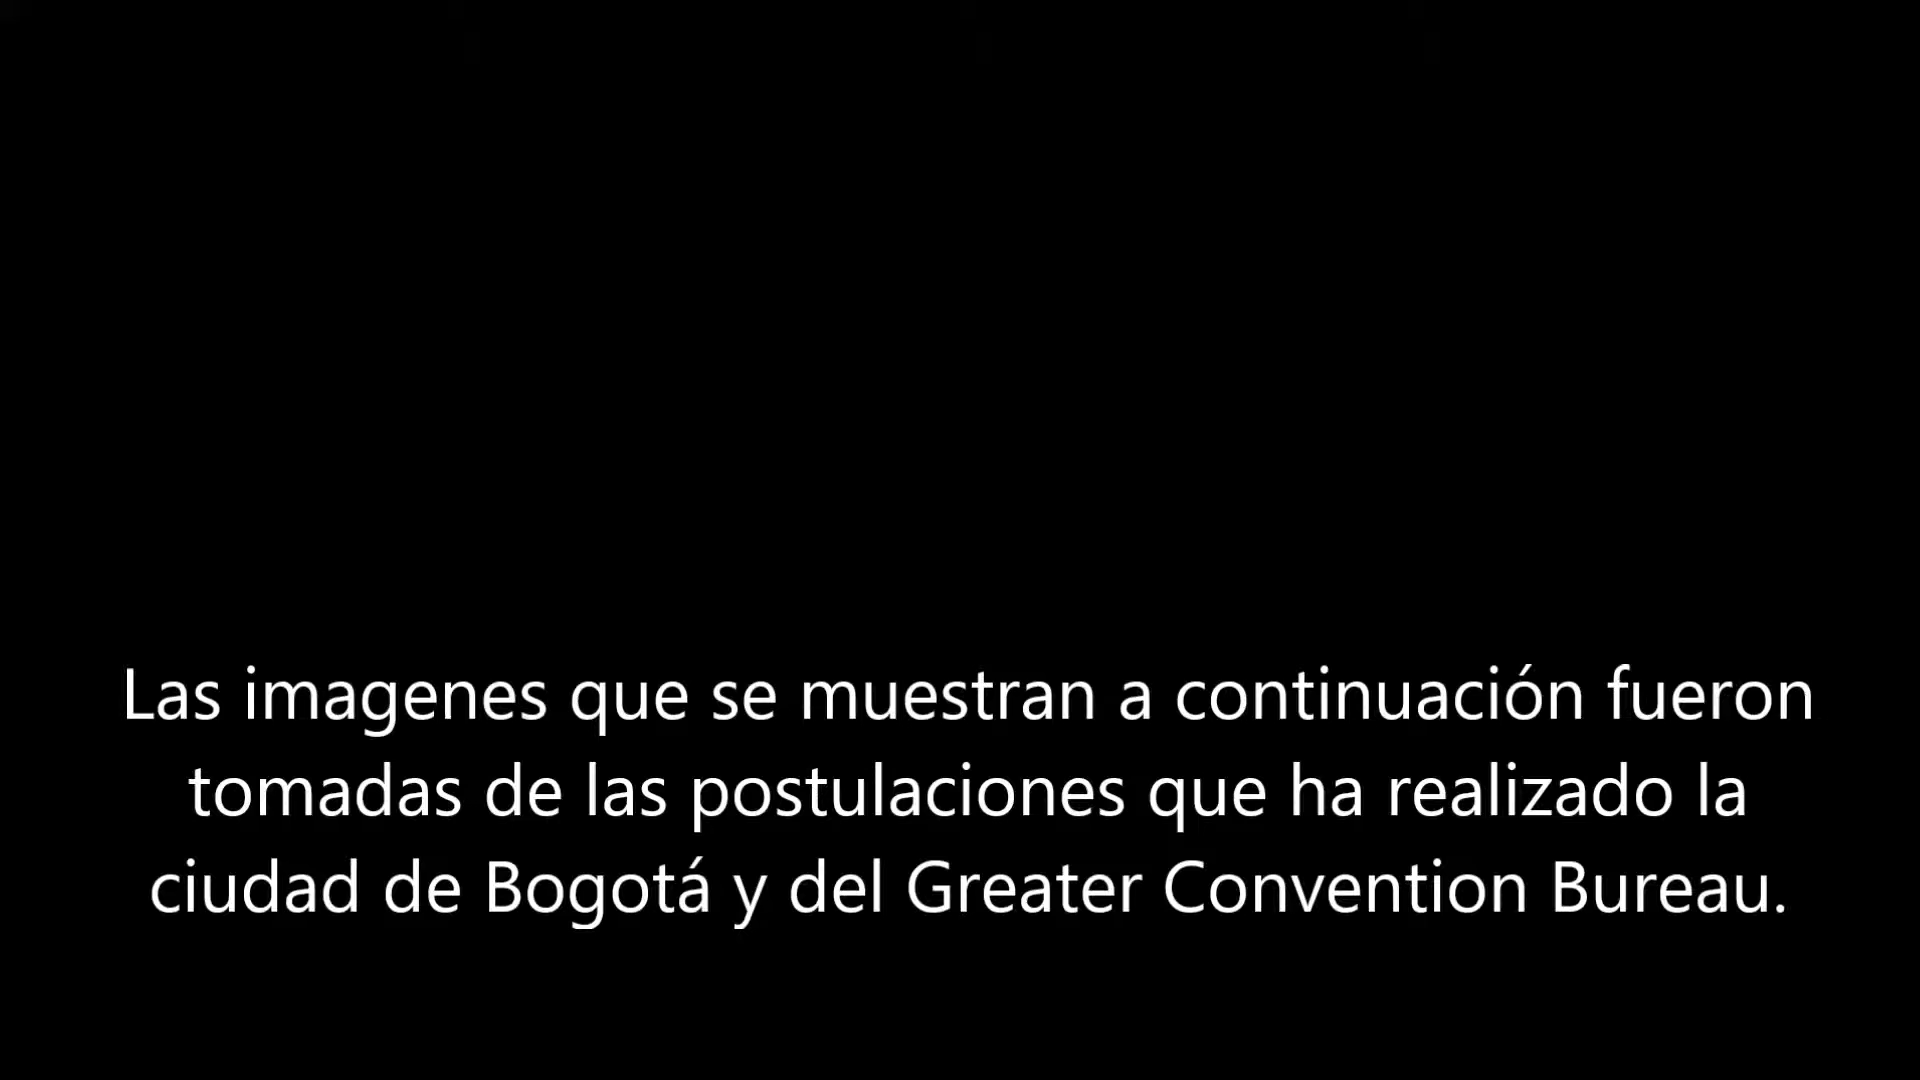 Las imagenes que se muestran a continuación fueron
tomadas de las postulaciones que ha realizado la
ciudad de Bogotá y del Greater Convention Bureau.